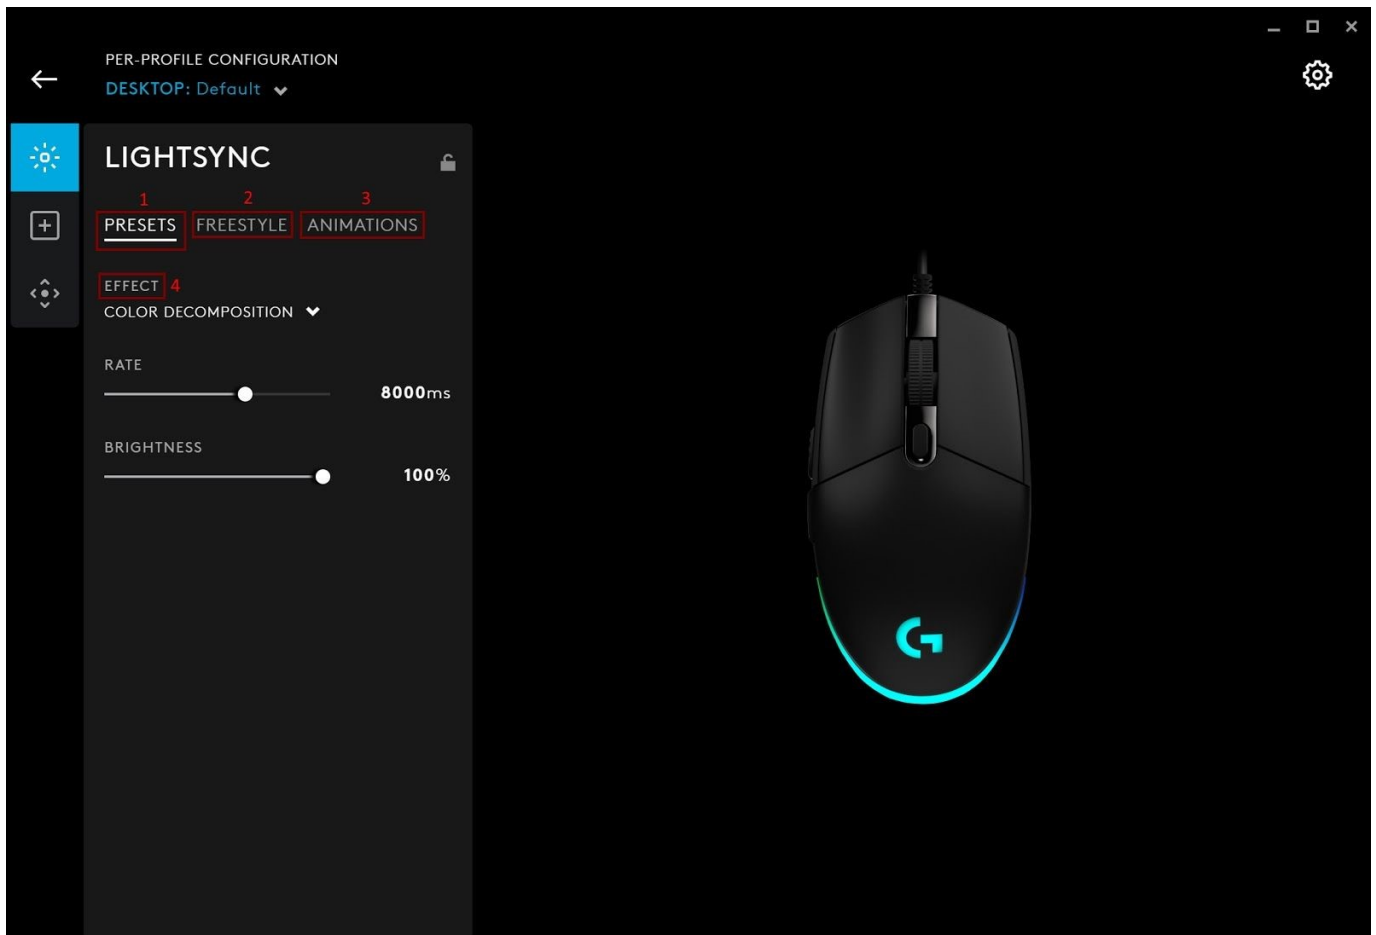 PER-PROFILE CONFIGURATION
DESKTOP: Default
LIGHTSYNC
1 2 3
PRESETS FREESTYLE ANIMATIONS
EFFECT 4
COLOR DECOMPOSITION
RATE
8000ms
BRIGHTNESS
100%
G